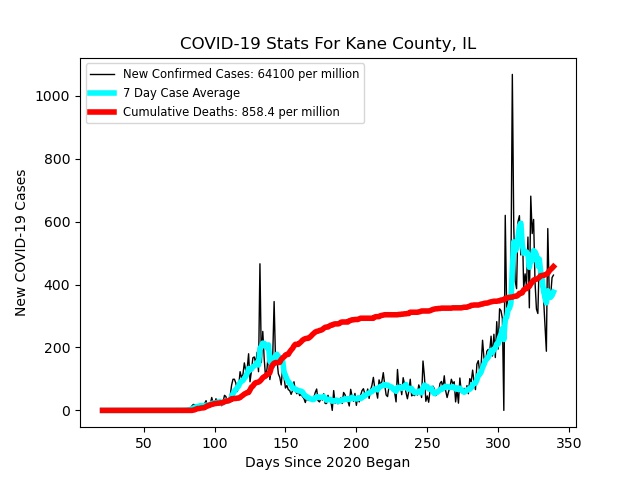 COVID-19 Stats For Kane County, IL
New Confirmed Cases: 64100 per million
7 Day Case Average
Cumulative Deaths: 858.4 per million
New COVID-19 Cases
1000
800
600
400
200
0
50 100 150 200 250 300 350
Days Since 2020 Began